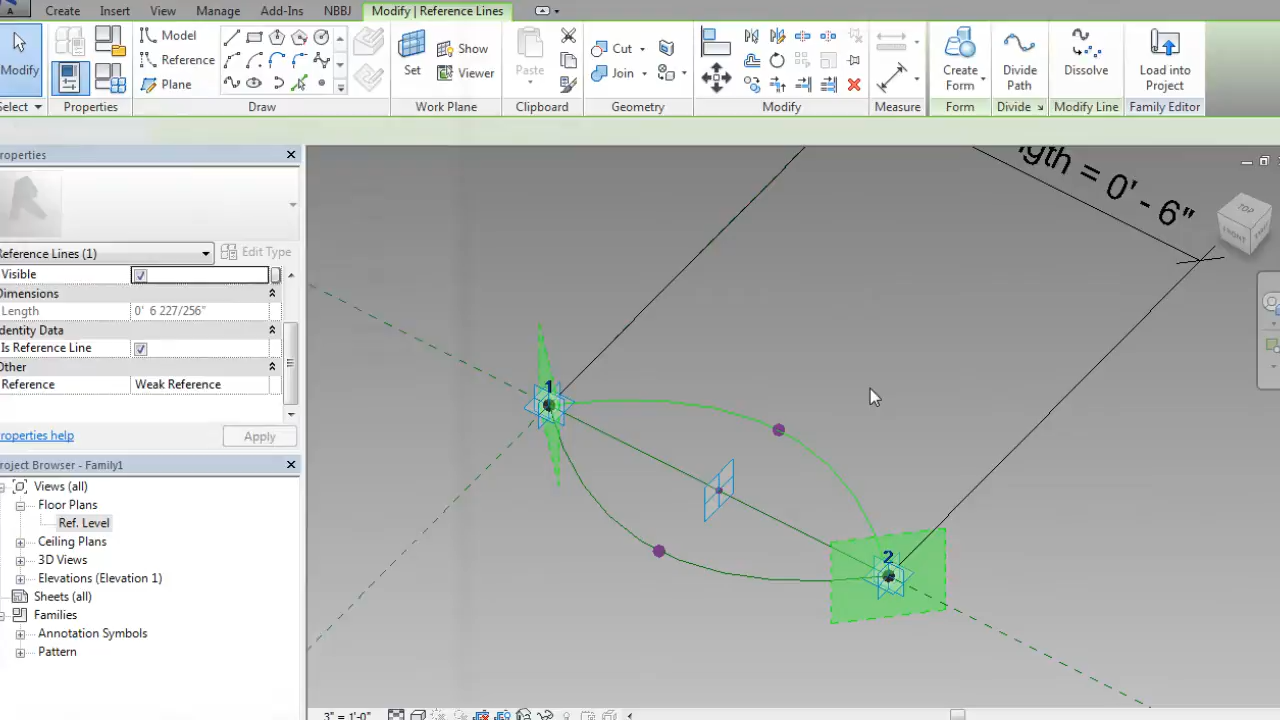 Create Insert View Manage Add-Ins NBBJ Modify | Reference Lines
Modify
Select
Properties
Model
Reference
Plane
Draw
Set
Show
Viewer
Work Plane
Paste
Clipboard
Cut
Join
Geometry
Modify
Measure
Create Form
Form
Divide Path
Divide
Dissolve
Modify Line
Load into Project
Family Editor
roperties
Reference Lines (1)
Edit Type
Visible
Dimensions
Length 0' 6 227/256"
dentity Data
Is Reference Line
Other
Reference Weak Reference
roperties help
Apply
roject Browser - Family1
Views (all)
Floor Plans
Ref. Level
Ceiling Plans
3D Views
Elevations (Elevation 1)
Sheets (all)
Families
Annotation Symbols
Pattern
ngth = 0' - 6"
TOP
FRONT
1
2
3" = 1'-0"